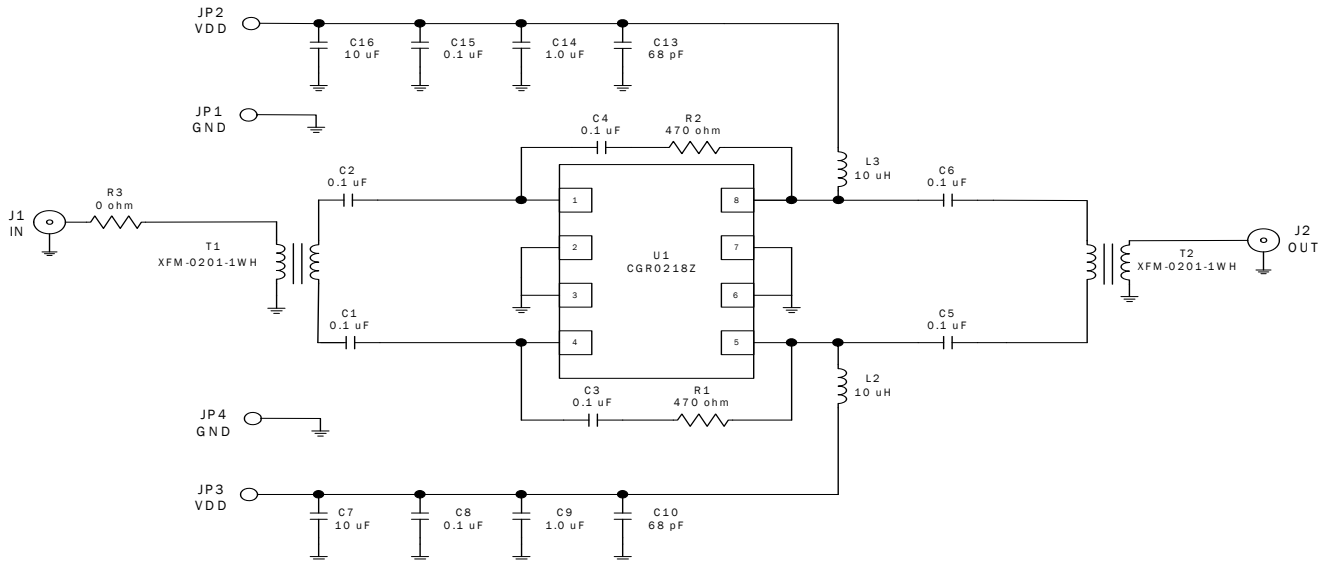 JP2
VDD
C16
10 uF
C15
0.1 uF
C14
1.0 uF
C13
68 pF
JP1
GND
C4
0.1 uF
R2
470 ohm
L3
10 uH
C2
0.1 uF
C6
0.1 uF
R3
0 ohm
J1
IN
T1
XFM-0201-1WH
1
2
3
4
U1
CGR0218Z
8
7
6
5
J2
OUT
T2
XFM-0201-1WH
C1
0.1 uF
C5
0.1 uF
C3
0.1 uF
R1
470 ohm
L2
10 uH
JP4
GND
JP3
VDD
C7
10 uF
C8
0.1 uF
C9
1.0 uF
C10
68 pF